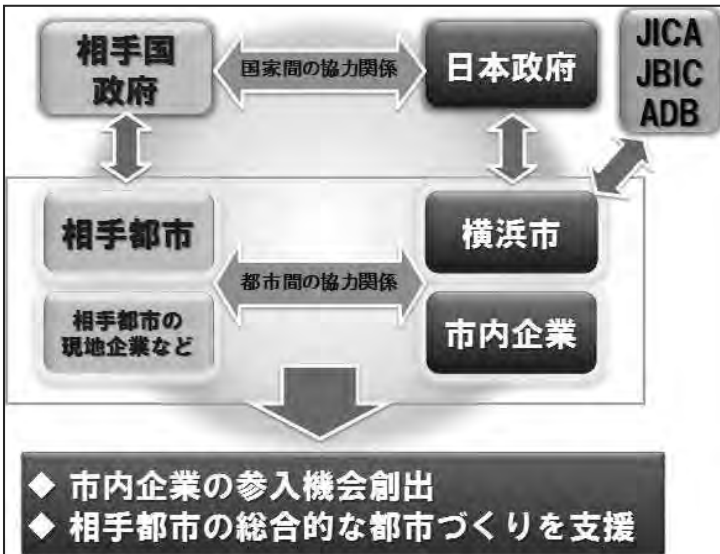 相手国
政府
国家間の協力関係
日本政府
JICA
JBIC
ADB
相手都市
横浜市
都市間の協力関係
相手都市の
現地企業など
市内企業
◆ 市内企業の参入機会創出
◆ 相手都市の総合的な都市づくりを支援